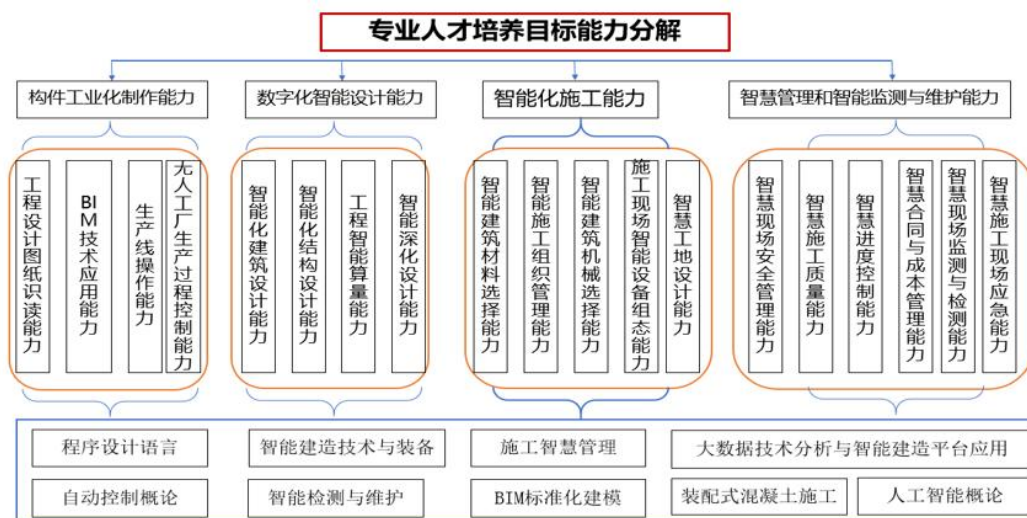 专业人才培养目标能力分解
构件工业化制作能力
数字化智能设计能力
智能化施工能力
智慧管理和智能监测与维护能力
工程设计图纸识读能力
BIM技术应用能力
生产线操作能力
无人工厂生产过程控制能力
智能化建筑设计能力
智能化结构设计能力
工程智能算量能力
智能深化设计能力
智能建筑材料选择能力
智能施工组织管理能力
智能建筑机械选择能力
施工现场智能设备组态能力
智慧工地设计能力
智慧现场安全管理能力
智慧施工质量能力
智慧进度控制能力
智慧合同与成本管理能力
智慧现场监测与检测能力
智慧施工现场应急能力
程序设计语言
智能建造技术与装备
施工智慧管理
大数据技术分析与智能建造平台应用
自动控制概论
智能检测与维护
BIM标准化建模
装配式混凝土施工
人工智能概论